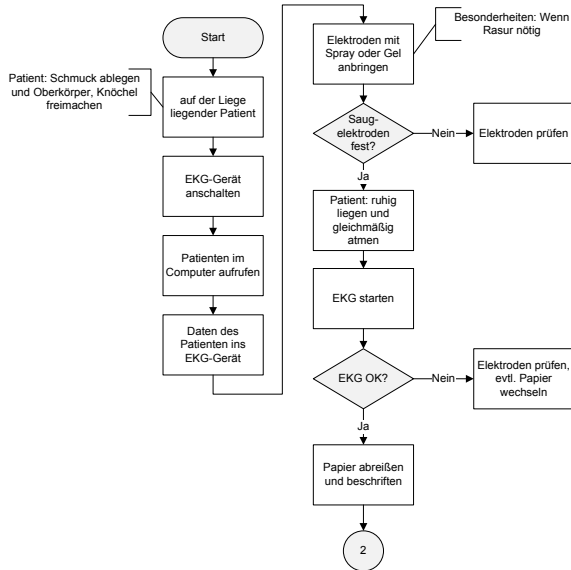 Start
Patient: Schmuck ablegen
und Oberkörper, Knöchel
freimachen
auf der Liege
liegender Patient
EKG-Gerät
anschalten
Patienten im
Computer aufrufen
Daten des
Patienten ins
EKG-Gerät
Elektroden mit
Spray oder Gel
anbringen
Besonderheiten: Wenn
Rasur nötig
Saug-
elektroden
fest?
Nein
Elektroden prüfen
Ja
Patient: ruhig
liegen und
gleichmäßig
atmen
EKG starten
EKG OK?
Nein
Elektroden prüfen,
evtl. Papier
wechseln
Ja
Papier abreißen
und beschriften
2